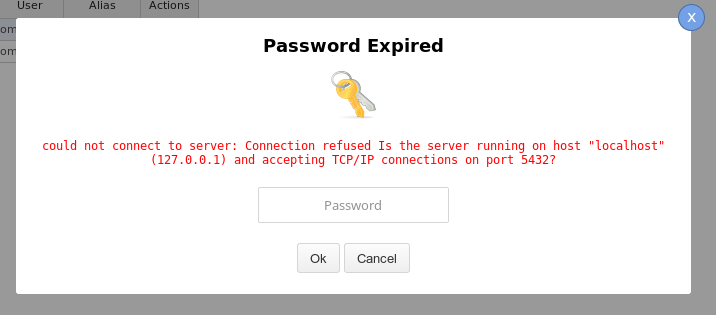 User Alias Actions
X
Password Expired
om
om
could not connect to server: Connection refused Is the server running on host "localhost"
(127.0.0.1) and accepting TCP/IP connections on port 5432?
Password
Ok Cancel